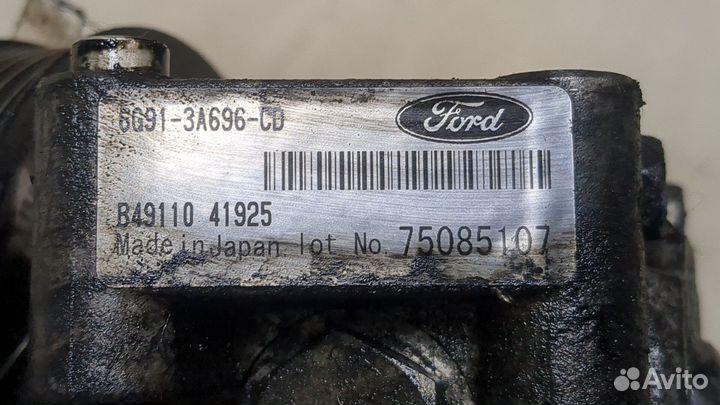 6G91-3A696-CD
Ford
B49110 41925
Made in Japan lot No. 75085107
Avito